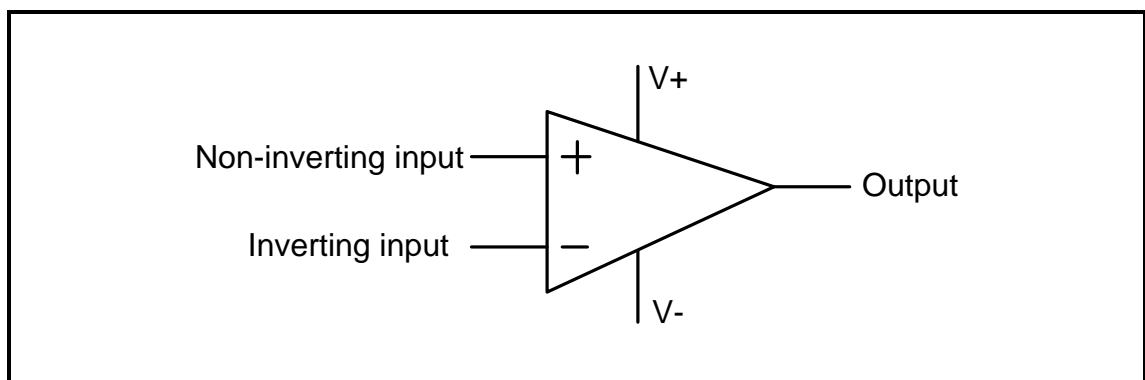 V+
Non-inverting input
+
Output
Inverting input
−
V-